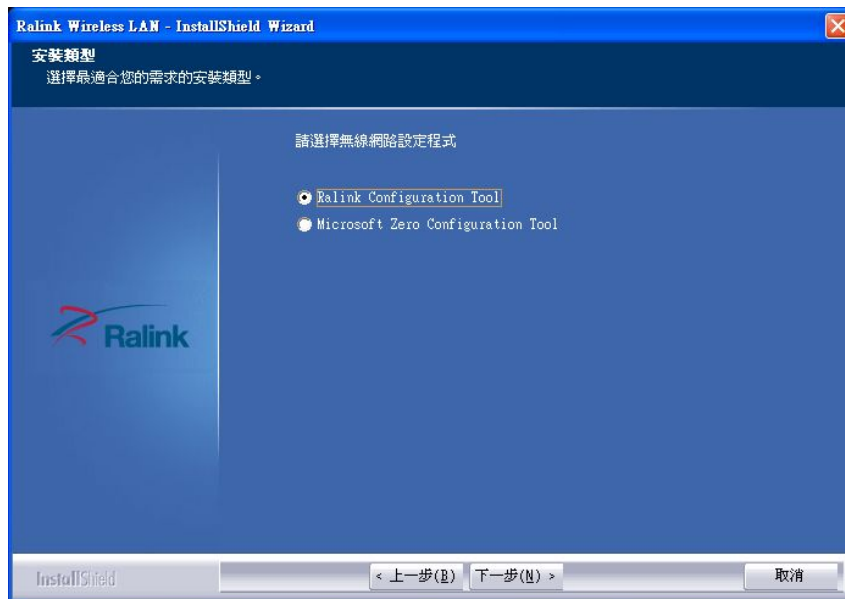 Ralink Wireless LAN - InstallShield Wizard
安裝類型
選擇最適合您的需求的安裝類型。
請選擇無線網路設定程式
Ralink Configuration Tool
Microsoft Zero Configuration Tool
Ralink
InstallShield
< 上一步(B)
下一步(N) >
取消